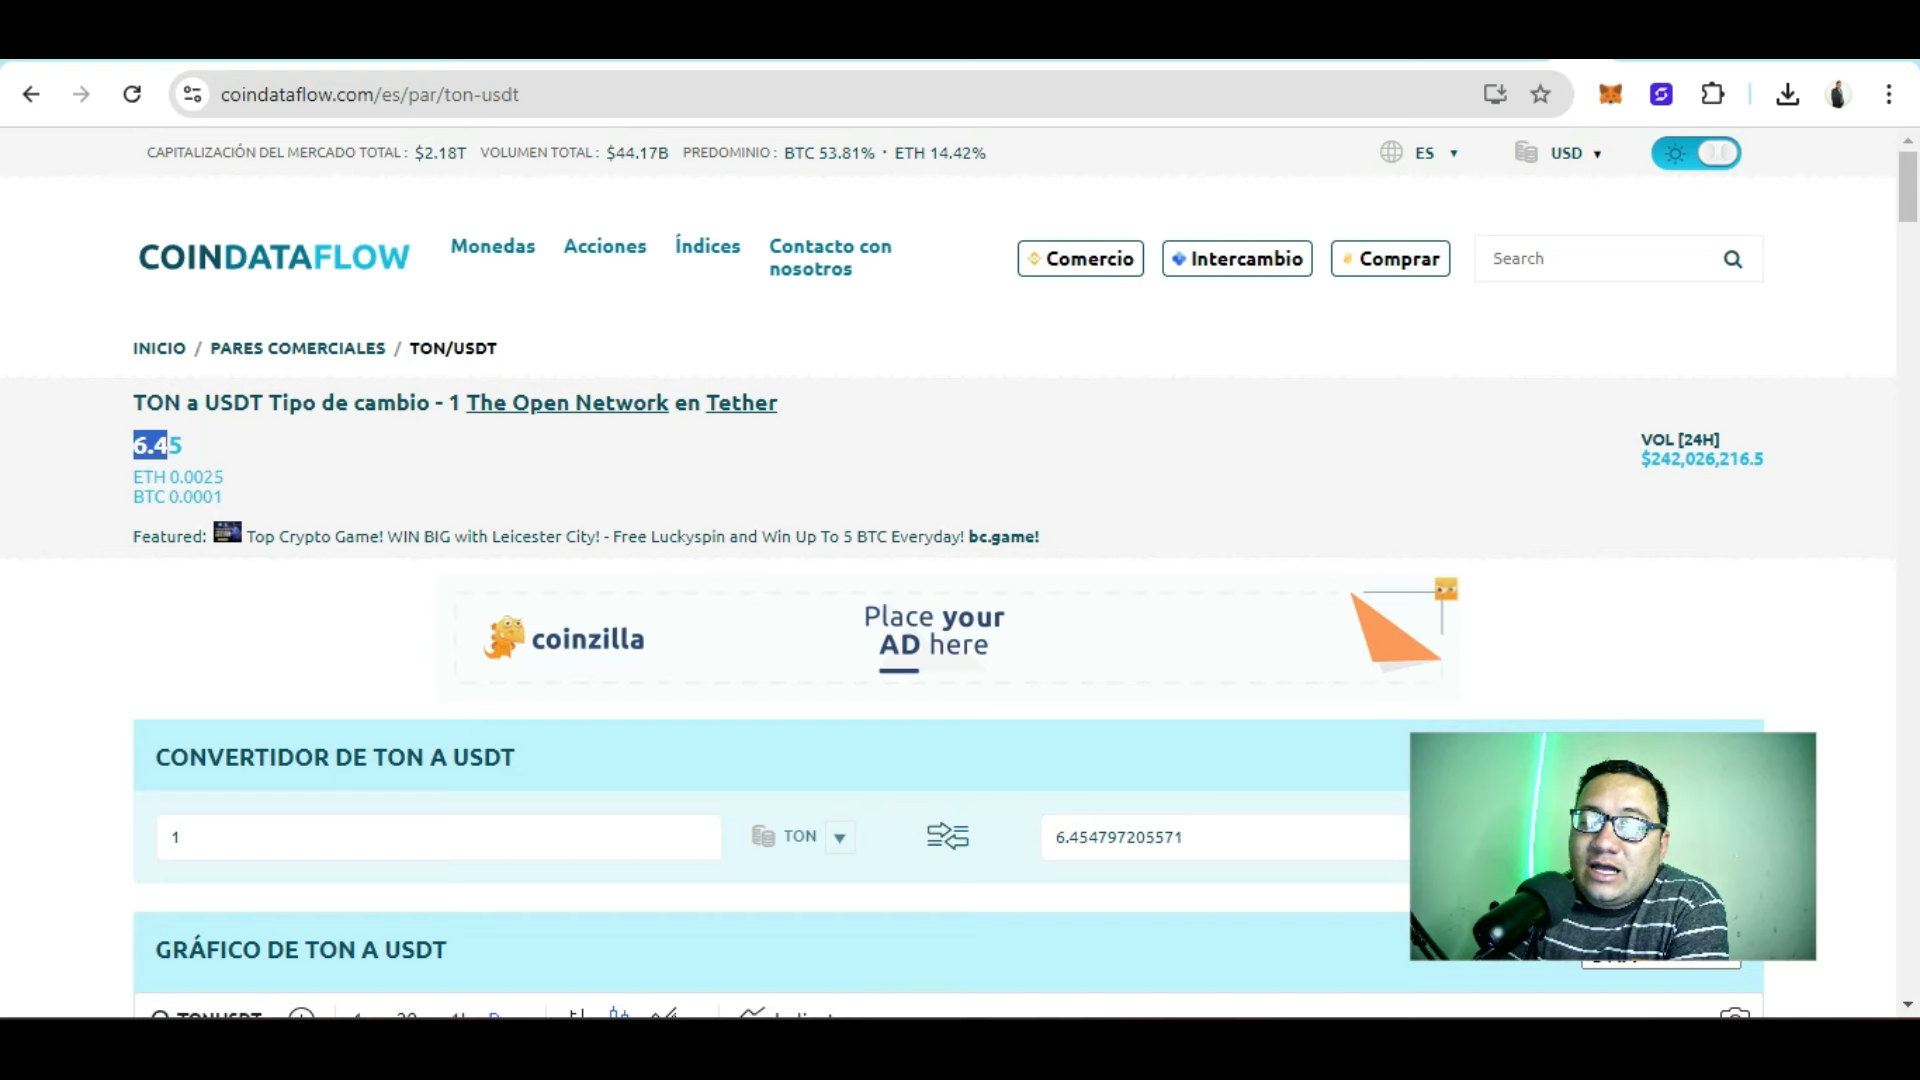 coindataflow.com/es/par/ton-usdt
CAPITALIZACIÓN DEL MERCADO TOTAL : $2.18T VOLUMEN TOTAL : $44.17B PREDOMINIO : BTC 53.81% · ETH 14.42%
ES
USD
COINDATAFLOW
Monedas
Acciones
Índices
Contacto con
nosotros
Comercio
Intercambio
Comprar
Search
INICIO / PARES COMERCIALES / TON/USDT
TON a USDT Tipo de cambio - 1 The Open Network en Tether
6.45
ETH 0.0025
BTC 0.0001
VOL [24H]
$242,026,216.5
Featured: Top Crypto Game! WIN BIG with Leicester City! - Free Luckyspin and Win Up To 5 BTC Everyday! bc.game!
coinzilla
Place your
AD here
CONVERTIDOR DE TON A USDT
1
TON
6.454797205571
GRÁFICO DE TON A USDT
TONUSDT